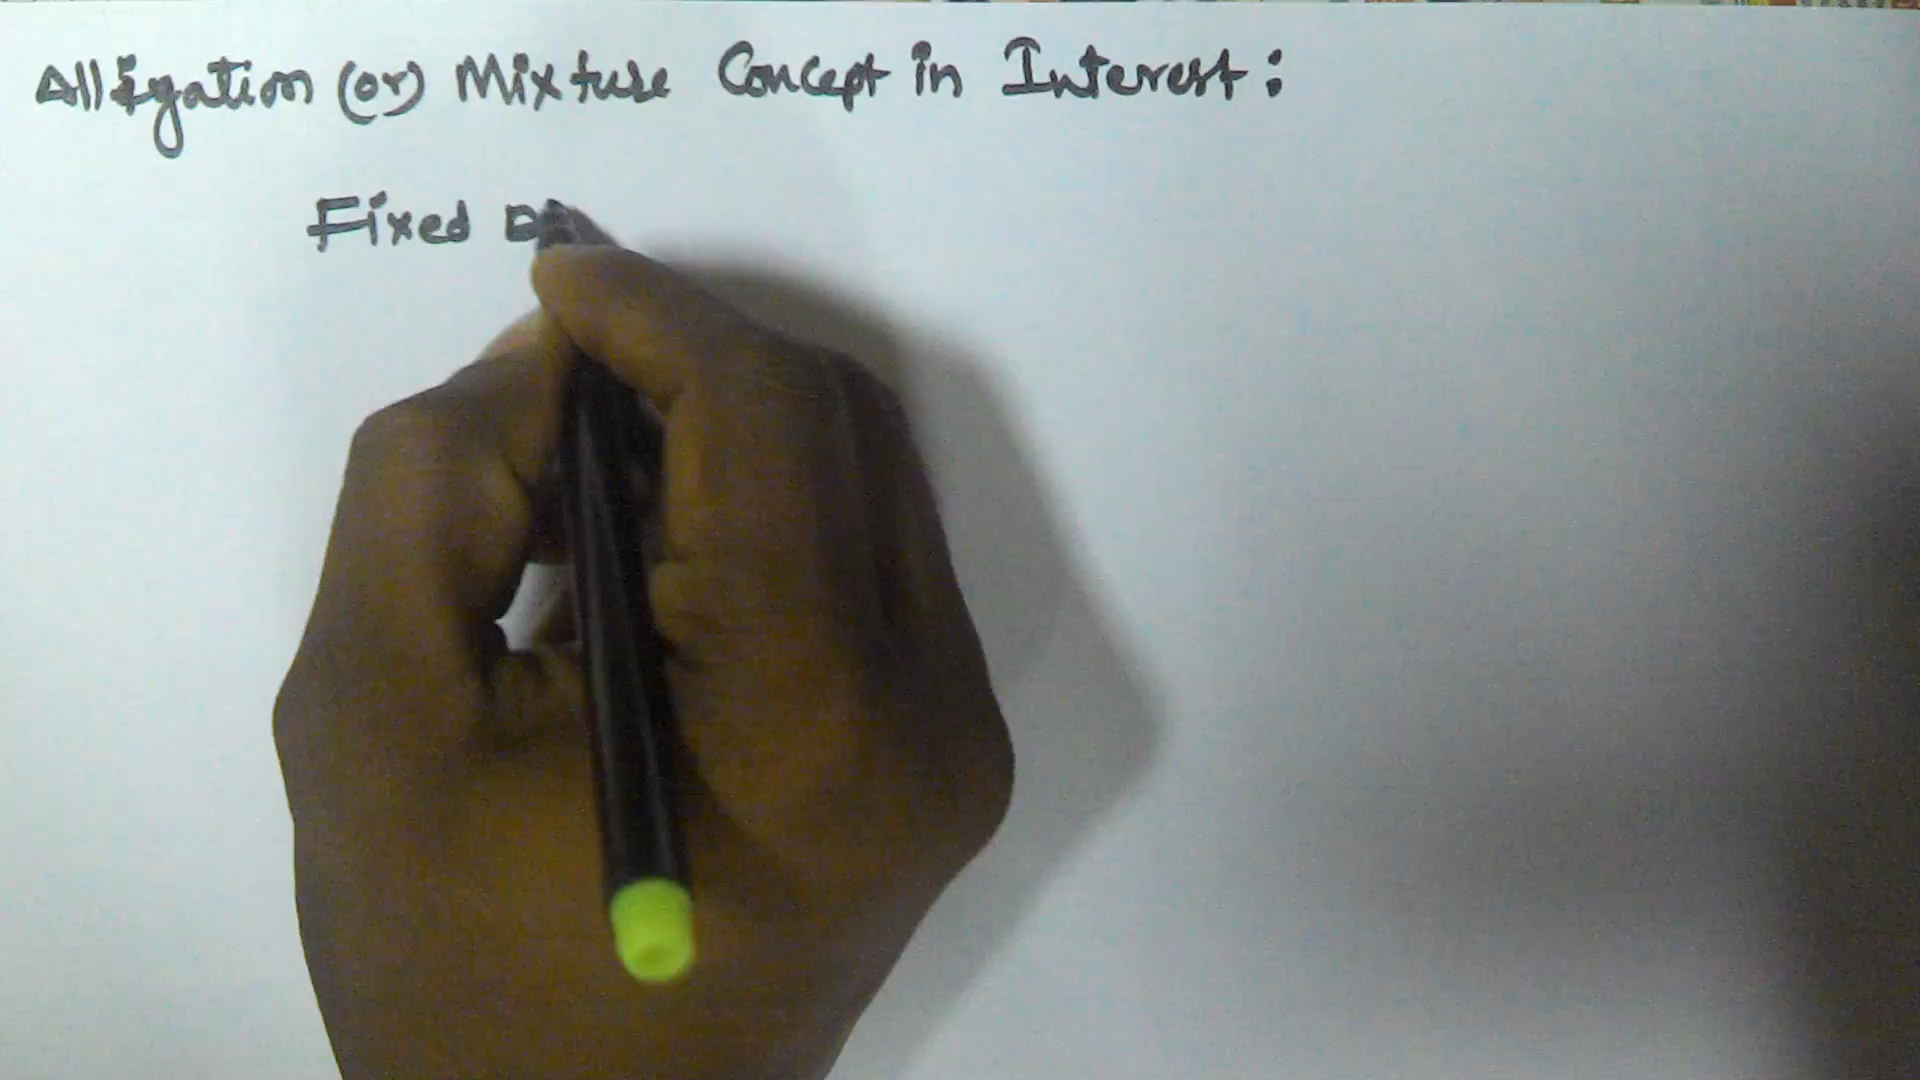 Alligation (or) Mixture Concept in Interest:
Fixed